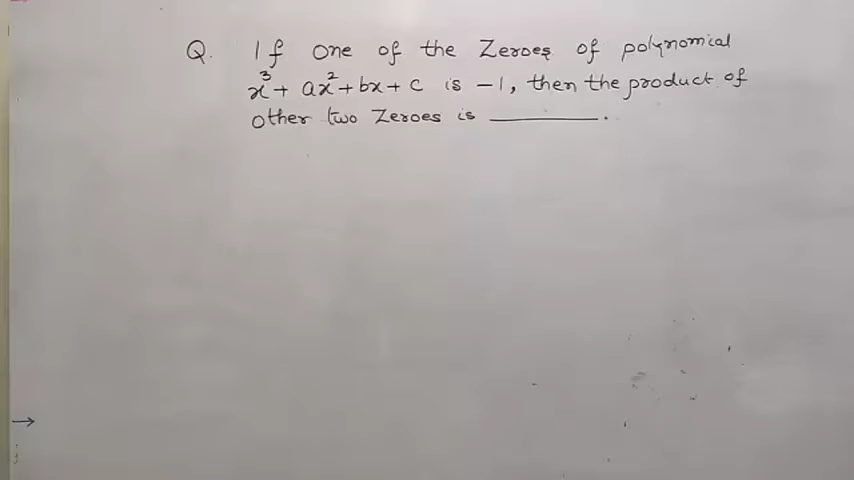 Q. If one of the Zeroes of polynomial
x³ + ax² + bx + c is -1, then the product of
other two Zeroes is ________.
→